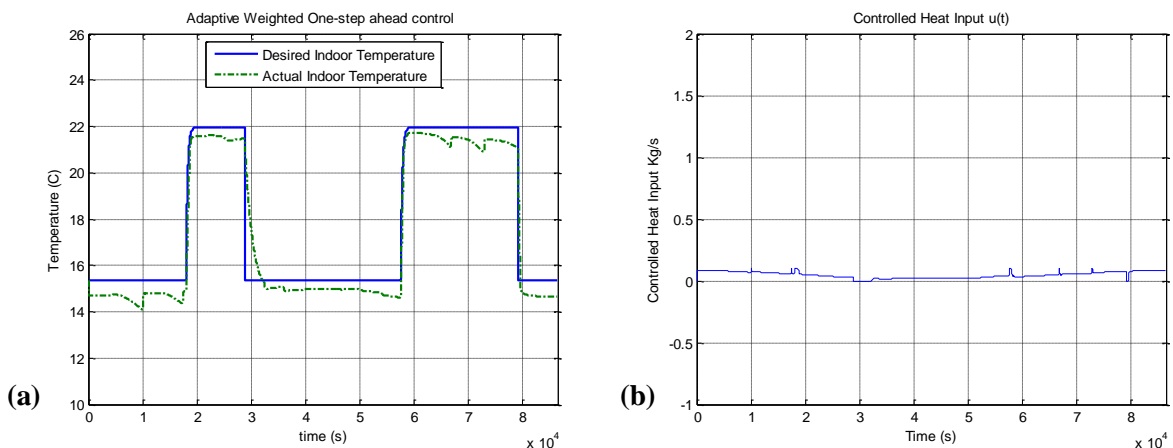 Adaptive Weighted One-step ahead control
26
24
22
20
18
16
14
12
10
Temperature (C)
Desired Indoor Temperature
Actual Indoor Temperature
0 1 2 3 4 5 6 7 8
x 10^4
time (s)
(a)
Controlled Heat Input u(t)
2
1.5
1
0.5
0
-0.5
-1
Controlled Heat Input Kg/s
0 1 2 3 4 5 6 7 8
x 10^4
Time (s)
(b)